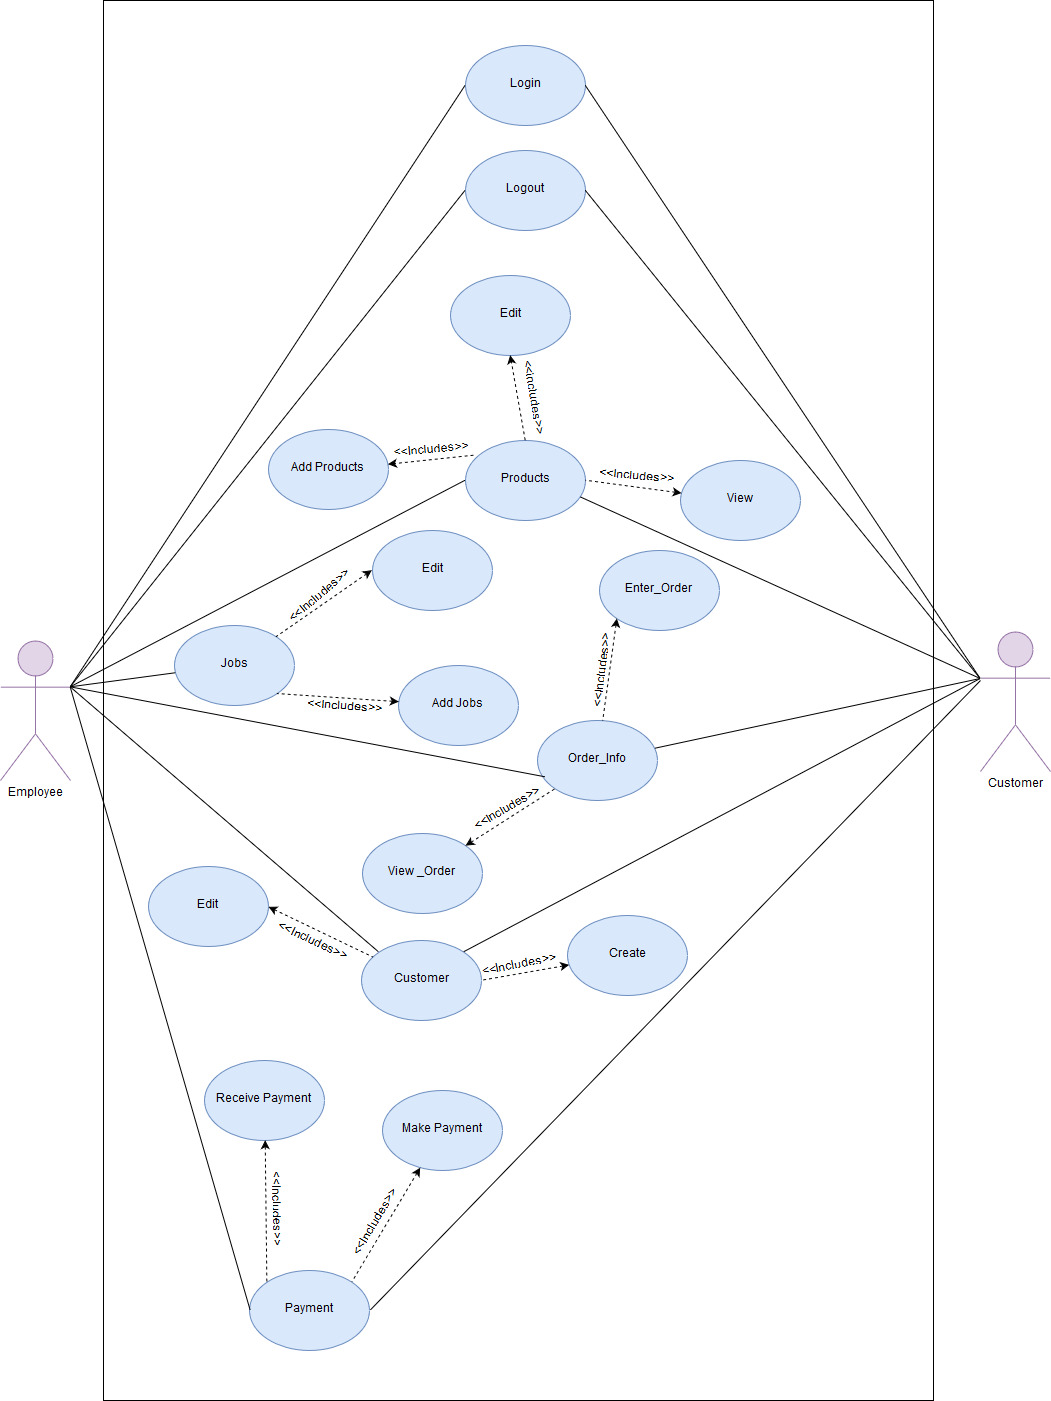 Login
Logout
Edit
<<includes>>
Add Products
<<Includes>>
Products
<<Includes>>
View
Edit
<<Includes>>
Enter_Order
Jobs
<<Includes>>
Add Jobs
<<Includes>>
Order_Info
Employee
Customer
<<Includes>>
View _Order
Edit
<<Includes>>
Customer
<<Includes>>
Create
Receive Payment
Make Payment
<<Includes>>
<<Includes>>
Payment